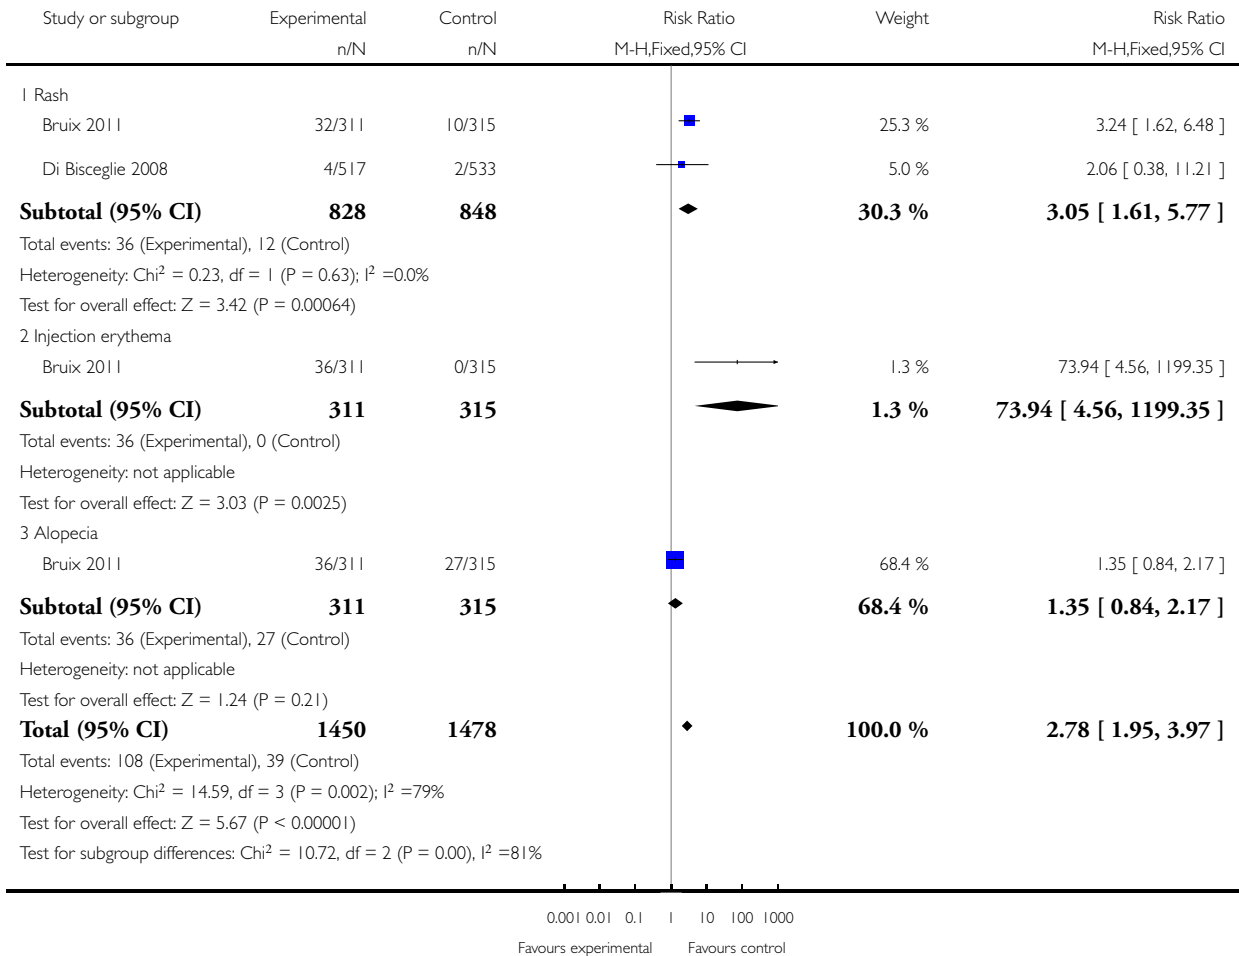 Study or subgroup Experimental Control Risk Ratio Weight Risk Ratio
n/N n/N M-H,Fixed,95% CI M-H,Fixed,95% CI
1 Rash
Bruix 2011 32/311 10/315 25.3 % 3.24 [ 1.62, 6.48 ]
Di Bisceglie 2008 4/517 2/533 5.0 % 2.06 [ 0.38, 11.21 ]
Subtotal (95% CI) 828 848 30.3 % 3.05 [ 1.61, 5.77 ]
Total events: 36 (Experimental), 12 (Control)
Heterogeneity: Chi² = 0.23, df = 1 (P = 0.63); I² =0.0%
Test for overall effect: Z = 3.42 (P = 0.00064)
2 Injection erythema
Bruix 2011 36/311 0/315 1.3 % 73.94 [ 4.56, 1199.35 ]
Subtotal (95% CI) 311 315 1.3 % 73.94 [ 4.56, 1199.35 ]
Total events: 36 (Experimental), 0 (Control)
Heterogeneity: not applicable
Test for overall effect: Z = 3.03 (P = 0.0025)
3 Alopecia
Bruix 2011 36/311 27/315 68.4 % 1.35 [ 0.84, 2.17 ]
Subtotal (95% CI) 311 315 68.4 % 1.35 [ 0.84, 2.17 ]
Total events: 36 (Experimental), 27 (Control)
Heterogeneity: not applicable
Test for overall effect: Z = 1.24 (P = 0.21)
Total (95% CI) 1450 1478 100.0 % 2.78 [ 1.95, 3.97 ]
Total events: 108 (Experimental), 39 (Control)
Heterogeneity: Chi² = 14.59, df = 3 (P = 0.002); I² =79%
Test for overall effect: Z = 5.67 (P < 0.00001)
Test for subgroup differences: Chi² = 10.72, df = 2 (P = 0.00), I² =81%
0.001 0.01 0.1 1 10 100 1000
Favours experimental Favours control